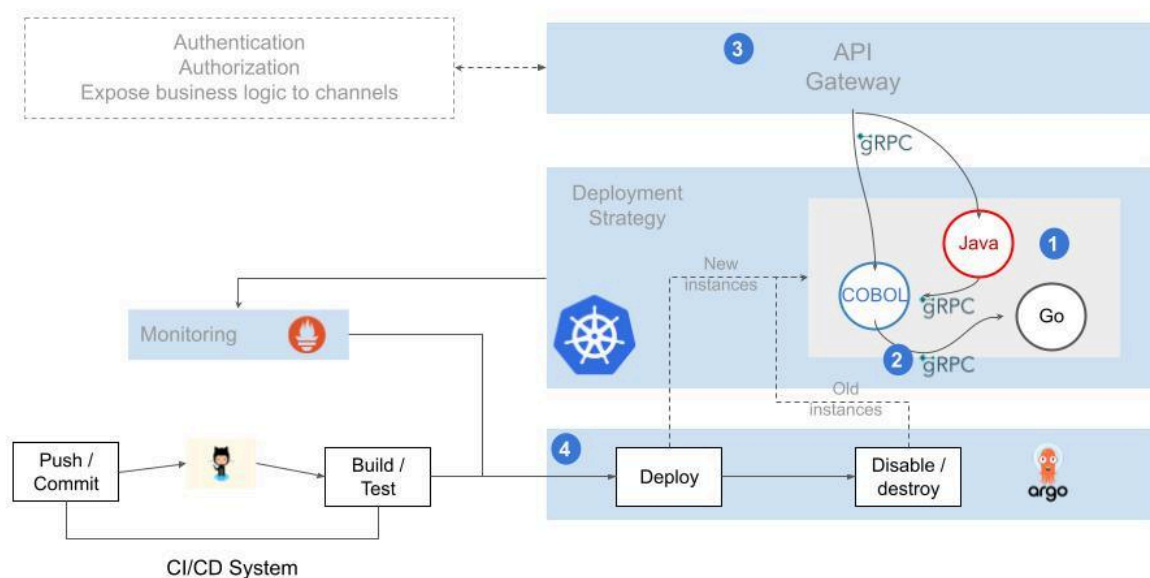 Authentication
Authorization
Expose business logic to channels
3
API
Gateway
gRPC
Deployment
Strategy
Java
1
New
instances
COBOL
gRPC
Go
Monitoring
2
gRPC
Old
instances
4
Push /
Commit
Build /
Test
Deploy
Disable /
destroy
argo
CI/CD System